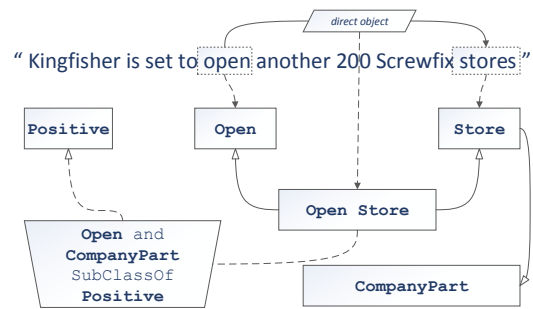 direct object
“ Kingfisher is set to open another 200 Screwfix stores ”
Positive
Open
Store
Open Store
Open and
CompanyPart
SubClassOf
Positive
CompanyPart